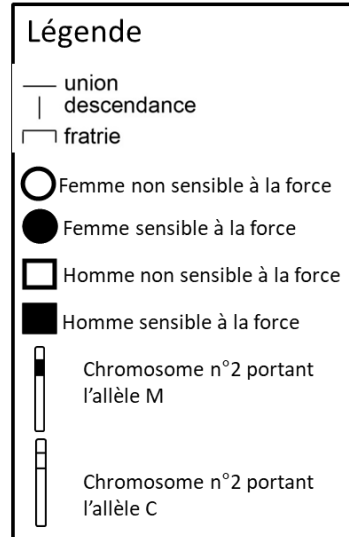 Légende
union
descendance
fratrie
Femme non sensible à la force
Femme sensible à la force
Homme non sensible à la force
Homme sensible à la force
Chromosome n°2 portant
l'allèle M
Chromosome n°2 portant
l'allèle C